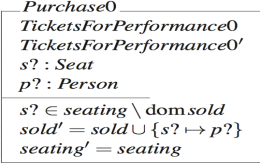 Purchase0
TicketsForPerformance0
TicketsForPerformance0′
s? : Seat
p? : Person
s? ∈ seating \ dom sold
sold′ = sold ∪ {s? ↦ p?}
seating′ = seating